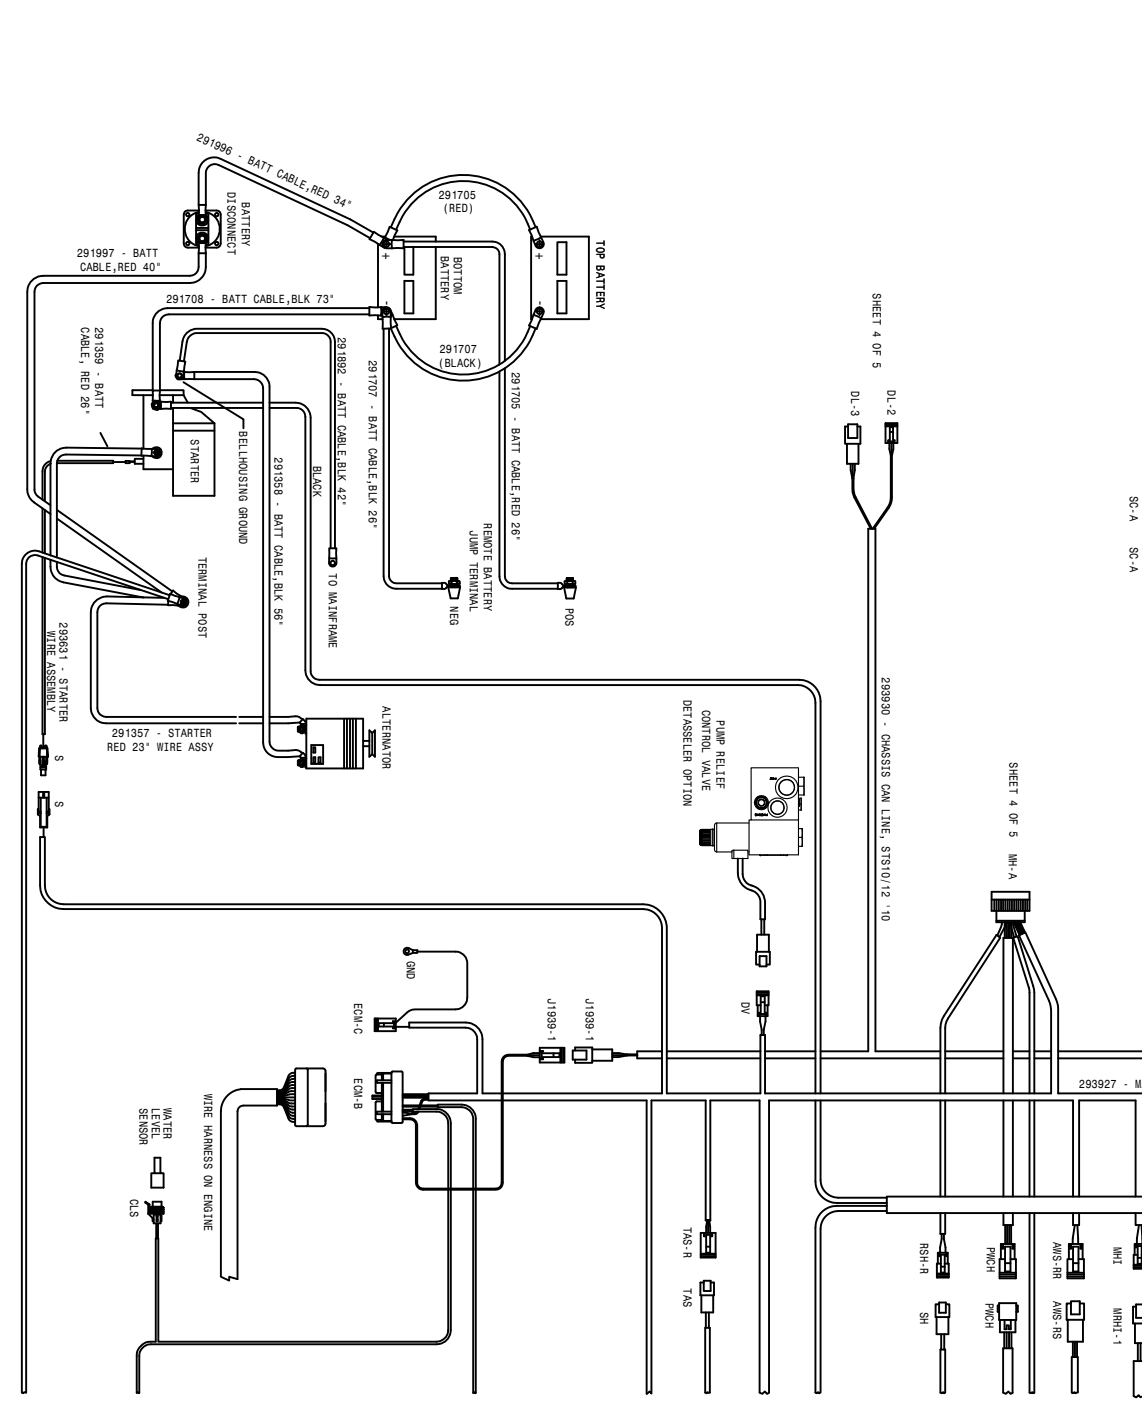 291996 - BATT CABLE,RED 34"
BATTERY
DISCONNECT
291705
(RED)
TOP BATTERY
BOTTOM
BATTERY
+
-
+
-
291997 - BATT
CABLE,RED 40"
291708 - BATT CABLE,BLK 73"
291707
(BLACK)
291359 - BATT
CABLE, RED 26"
291892 - BATT CABLE,BLK 42"
291707 - BATT CABLE,BLK 26"
291705 - BATT CABLE,RED 26"
STARTER
BELLHOUSING GROUND
291358 - BATT CABLE,BLK 56"
BLACK
TO MAINFRAME
REMOTE BATTERY
JUMP TERMINAL
NEG
POS
TERMINAL POST
293631 - STARTER
WIRE ASSEMBLY
291357 - STARTER
RED 23" WIRE ASSY
ALTERNATOR
S
S
SHEET 4 OF 5
DL-3
DL-2
SC-A
SC-A
293930 - CHASSIS CAN LINE, STS10/12 '10
PUMP RELIEF
CONTROL VALVE
DETASSELER OPTION
SHEET 4 OF 5
MH-A
GND
ECM-C
J1939-1
J1939-1
DV
ECM-B
293927 - M
WIRE HARNESS ON ENGINE
WATER
LEVEL
SENSOR
CLS
TAS-R
TAS
RSH-R
SH
PWCH
PWCH
AWS-RR
AWS-RS
MHI
MRHI-1